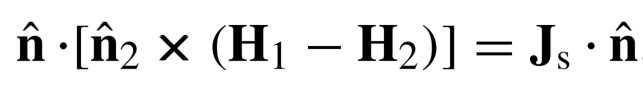 n̂ ·[n̂₂ × (H₁ − H₂)] = Jₛ · n̂.